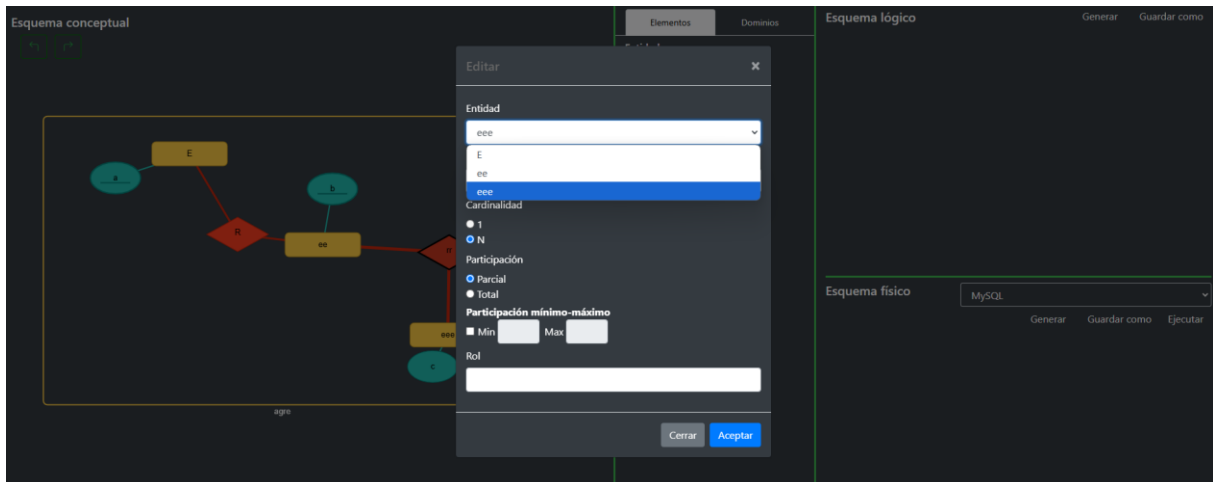 Esquema conceptual
E
a
b
R
ee
rr
eee
c
agre
Elementos
Dominios
Editar
×
Entidad
eee
E
ee
eee
Cardinalidad
1
N
Participación
Parcial
Total
Participación mínimo-máximo
Min
Max
Rol
Cerrar
Aceptar
Esquema lógico
Generar
Guardar como
Esquema físico
MySQL
Generar
Guardar como
Ejecutar